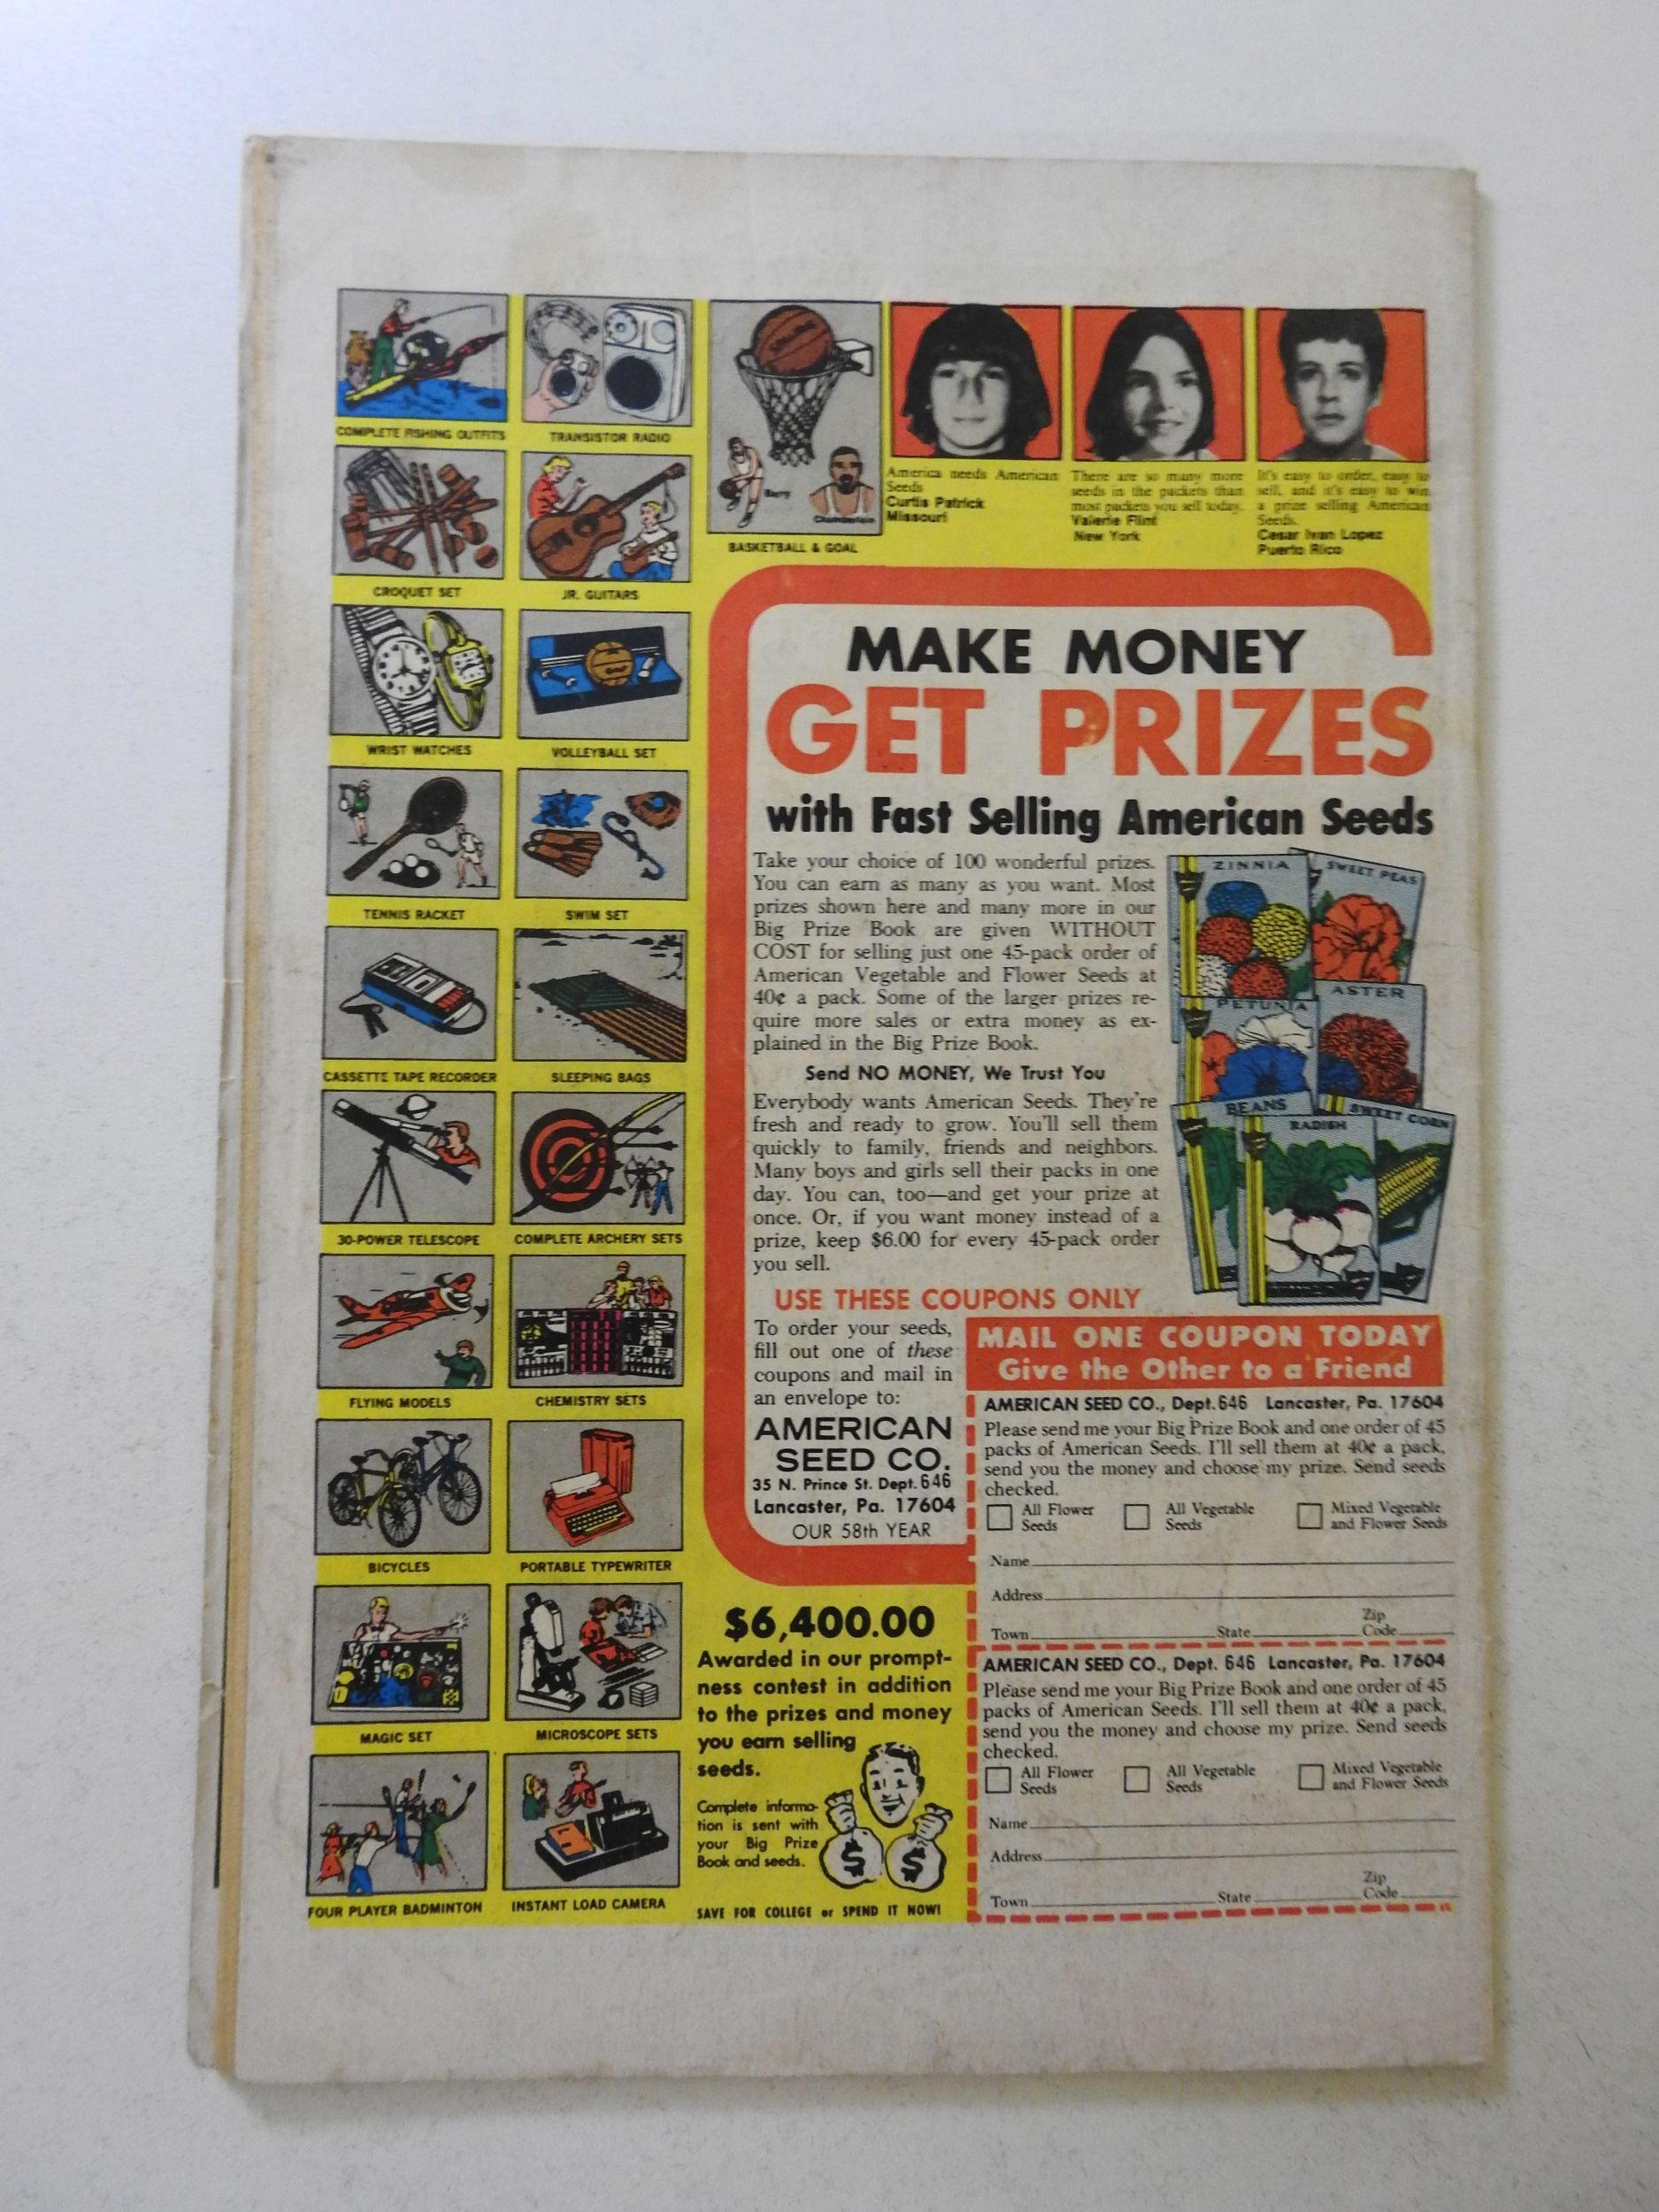 COMPLETE FISHING OUTFITS
TRANSISTOR RADIO
CROQUET SET
JR. GUITARS
WRIST WATCHES
VOLLEYBALL SET
TENNIS RACKET
SWIM SET
CASSETTE TAPE RECORDER
SLEEPING BAGS
30-POWER TELESCOPE
COMPLETE ARCHERY SETS
FLYING MODELS
CHEMISTRY SETS
BICYCLES
PORTABLE TYPEWRITER
MAGIC SET
MICROSCOPE SETS
FOUR PLAYER BADMINTON
INSTANT LOAD CAMERA
Barry
Chamberlain
BASKETBALL & GOAL
America needs American
Seeds
Curtis Patrick
Missouri
There are so many more
seeds in the packets than
most packets you sell today.
Valerie Flint
New York
It's easy to order, easy to
sell, and it's easy to win
a prize selling American
Seeds.
Cesar Ivan Lopez
Puerto Rico
MAKE MONEY
GET PRIZES
with Fast Selling American Seeds
Take your choice of 100 wonderful prizes.
You can earn as many as you want. Most
prizes shown here and many more in our
Big Prize Book are given WITHOUT
COST for selling just one 45-pack order of
American Vegetable and Flower Seeds at
40¢ a pack. Some of the larger prizes re-
quire more sales or extra money as ex-
plained in the Big Prize Book.
Send NO MONEY, We Trust You
Everybody wants American Seeds. They're
fresh and ready to grow. You'll sell them
quickly to family, friends and neighbors.
Many boys and girls sell their packs in one
day. You can, too—and get your prize at
once. Or, if you want money instead of a
prize, keep $6.00 for every 45-pack order
you sell.
ZINNIA
SWEET PEAS
PETUNIA
ASTER
BEANS
RADISH
SWEET CORN
USE THESE COUPONS ONLY
To order your seeds,
fill out one of these
coupons and mail in
an envelope to:
AMERICAN
SEED CO.
35 N. Prince St. Dept. 646
Lancaster, Pa. 17604
OUR 58th YEAR
MAIL ONE COUPON TODAY
Give the Other to a Friend
AMERICAN SEED CO., Dept. 646 Lancaster, Pa. 17604
Please send me your Big Prize Book and one order of 45
packs of American Seeds. I'll sell them at 40¢ a pack,
send you the money and choose my prize. Send seeds
checked.
All Flower Seeds
All Vegetable Seeds
Mixed Vegetable and Flower Seeds
Name
Address
Town State Zip Code
AMERICAN SEED CO., Dept. 646 Lancaster, Pa. 17604
Please send me your Big Prize Book and one order of 45
packs of American Seeds. I'll sell them at 40¢ a pack,
send you the money and choose my prize. Send seeds
checked.
All Flower Seeds
All Vegetable Seeds
Mixed Vegetable and Flower Seeds
Name
Address
Town State Zip Code
$6,400.00
Awarded in our prompt-
ness contest in addition
to the prizes and money
you earn selling
seeds.
Complete informa-
tion is sent with
your Big Prize
Book and seeds.
$ $
SAVE FOR COLLEGE or SPEND IT NOW!